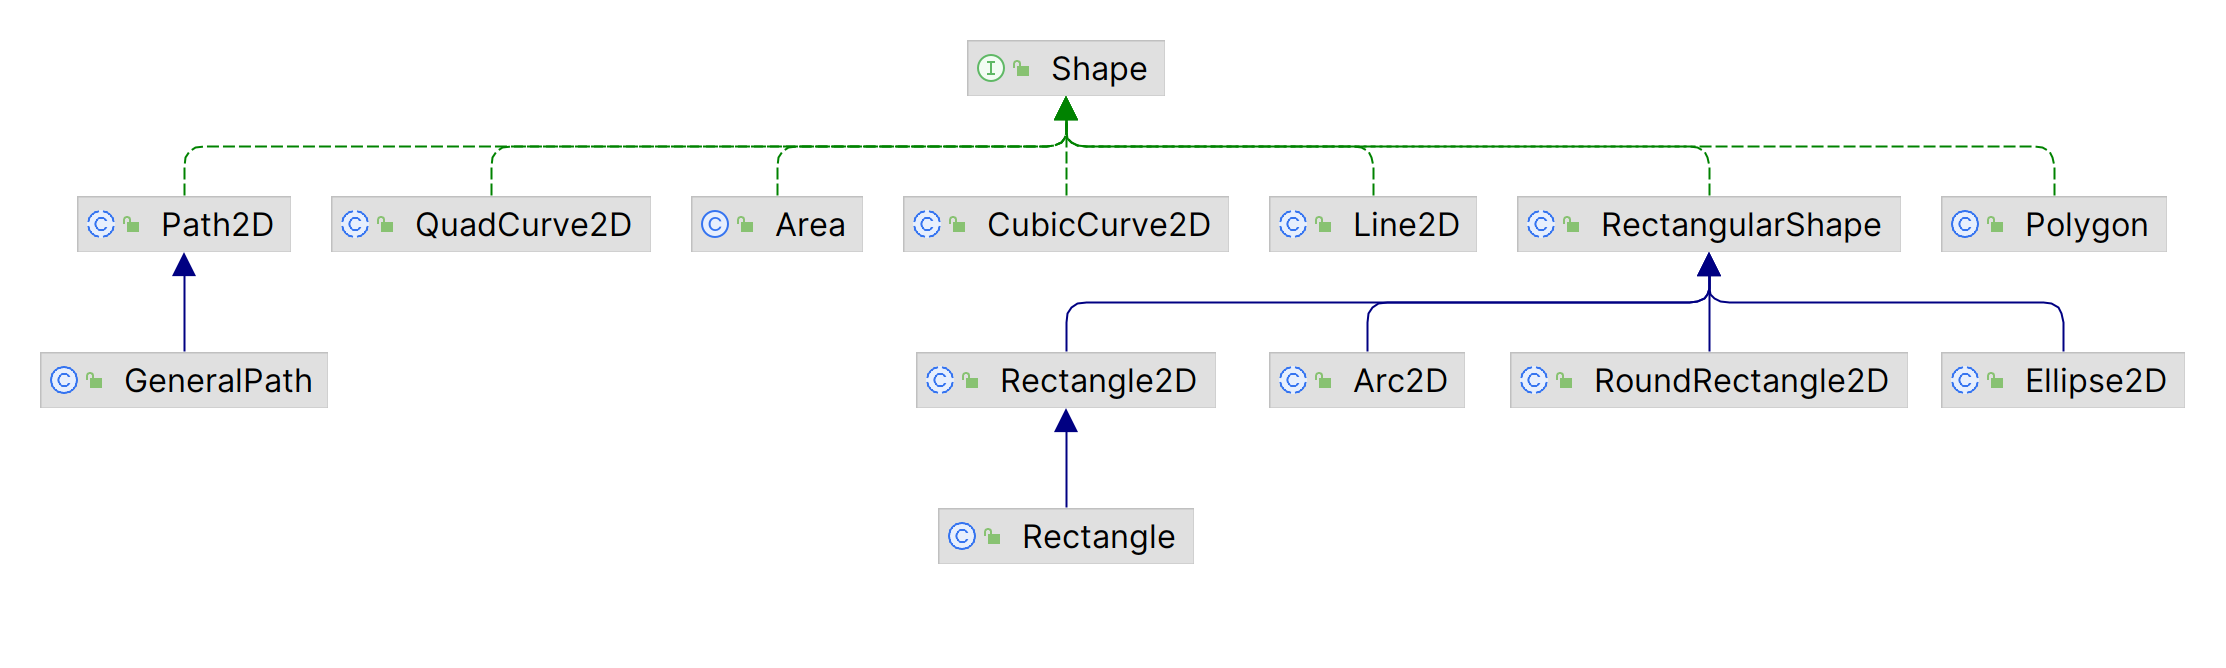 Shape
Path2D
QuadCurve2D
Area
CubicCurve2D
Line2D
RectangularShape
Polygon
GeneralPath
Rectangle2D
Arc2D
RoundRectangle2D
Ellipse2D
Rectangle